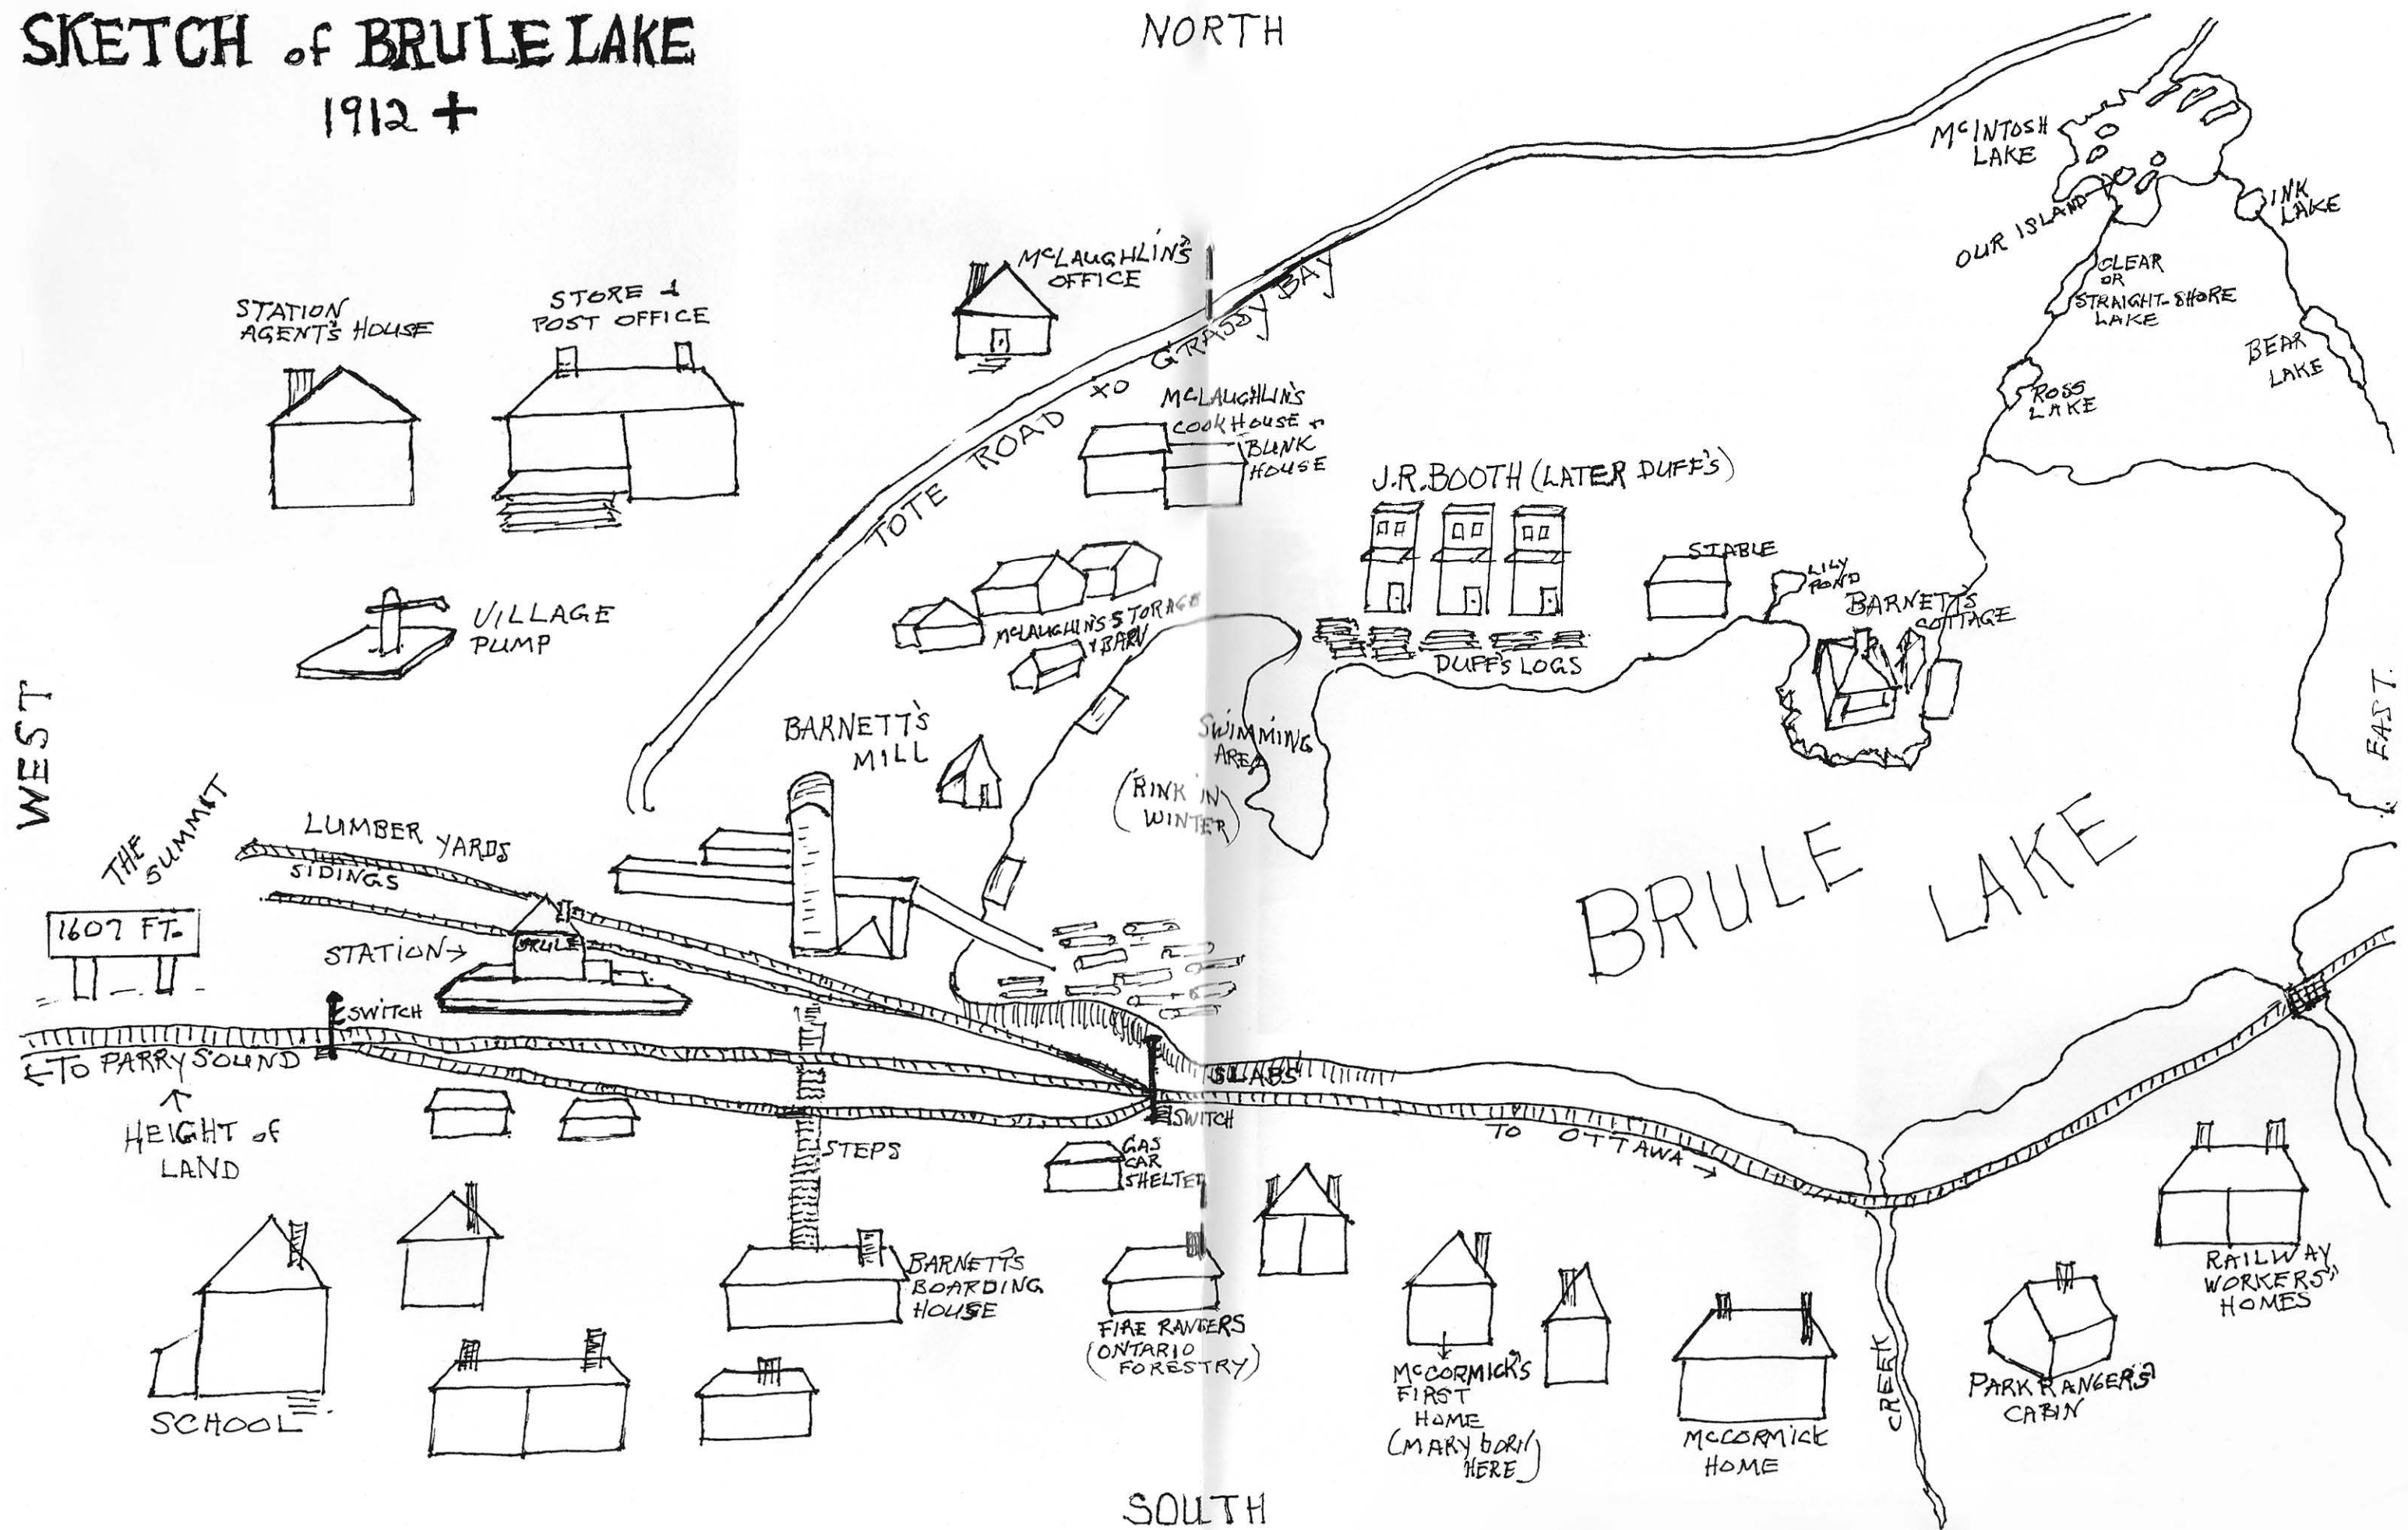 SKETCH of BRULE LAKE
1912 +
NORTH
McINTOSH
LAKE
OUR ISLAND
INK
LAKE
CLEAR
OR
STRAIGHT-SHORE
LAKE
BEAR
LAKE
ROSS
LAKE
McLAUGHLIN'S
OFFICE
STATION
AGENT'S HOUSE
STORE &
POST OFFICE
TOTE ROAD TO GRASSY BAY
McLAUGHLIN'S
COOKHOUSE &
BUNK
HOUSE
J.R. BOOTH (LATER DUFF'S)
STABLE
LILY
POND
BARNETT'S
COTTAGE
VILLAGE
PUMP
McLAUGHLIN'S STORAGE
& BARN
DUFF'S LOGS
WEST
EAST.
BARNETT'S
MILL
SWIMMING
AREA
(RINK IN
WINTER)
THE
SUMMIT
LUMBER YARDS
SIDINGS
1607 FT.
STATION→
BRULE
BRULE LAKE
SWITCH
←TO PARRY SOUND
↑
HEIGHT of
LAND
SLABS
SWITCH
TO OTTAWA →
STEPS
GAS
CAR
SHELTER
BARNETT'S
BOARDING
HOUSE
FIRE RANGERS
(ONTARIO
FORESTRY)
SCHOOL
McCORMICK'S
FIRST
HOME
(MARY born
HERE)
McCORMICK
HOME
CREEK
PARK RANGERS'
CABIN
RAILWAY
WORKERS'
HOMES
SOUTH